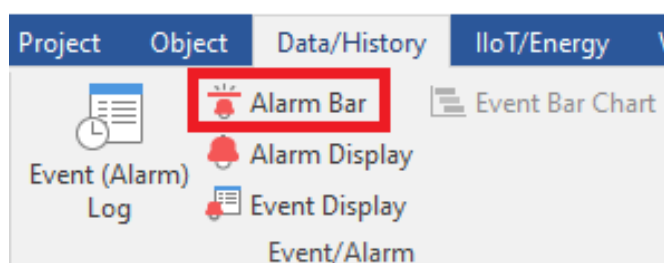 Project Object Data/History IIoT/Energy
Alarm Bar Event Bar Chart
Event (Alarm)
Log
Alarm Display
Event Display
Event/Alarm